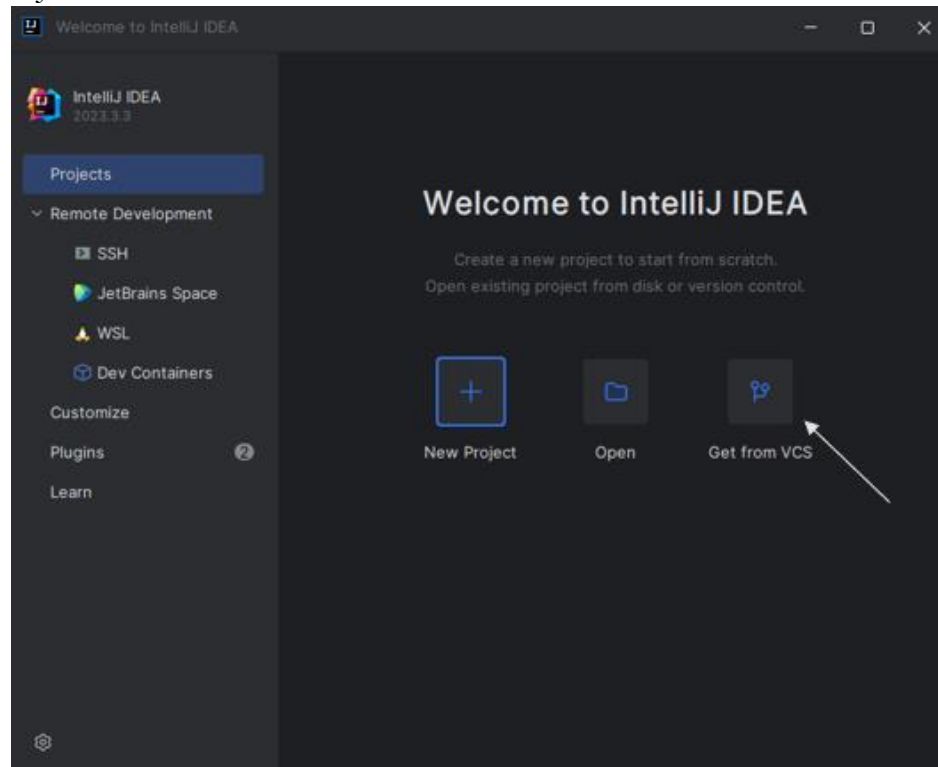 Welcome to IntelliJ IDEA
IntelliJ IDEA
2023.3.3
Projects
Remote Development
SSH
JetBrains Space
WSL
Dev Containers
Customize
Plugins
2
Learn
Welcome to IntelliJ IDEA
Create a new project to start from scratch.
Open existing project from disk or version control.
New Project
Open
Get from VCS